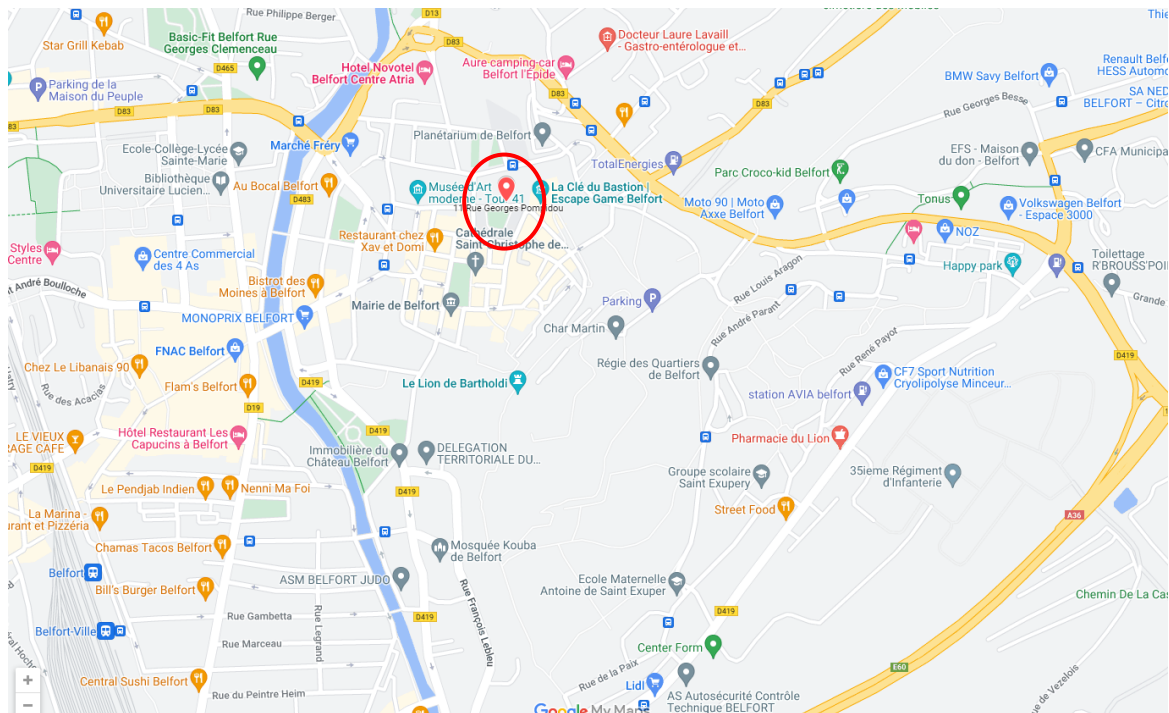 Rue Philippe Berger
D13
Thie
Star Grill Kebab
Basic-Fit Belfort Rue
Georges Clemenceau
D83
Docteur Laure Lavaill
- Gastro-entérologue et...
D465
Hotel Novotel
Belfort Centre Atria
Aure camping-car
Belfort l'Épide
Renault Belfo
HESS Automo
BMW Savy Belfort
SA NED
BELFORT – Citro
Parking de la
Maison du Peuple
D83
D83
D83
D83
D83
Rue Georges Besse
Planétarium de Belfort
Marché Fréry
Ecole-Collège-Lycée
Sainte-Marie
TotalEnergies
EFS - Maison
du don - Belfort
CFA Municipa
Bibliothèque
Universitaire Lucien...
Au Bocal Belfort
D483
Musée d'Art
moderne - Tour 41
La Clé du Bastion |
Escape Game Belfort
11 Rue Georges Pompidou
Parc Croco-kid Belfort
Moto 90 | Moto
Axxe Belfort
Tonus
Volkswagen Belfort
- Espace 3000
NOZ
Restaurant chez
Xav et Domi
Cathédrale
Saint-Christophe de...
Styles
Centre
Centre Commercial
des 4 As
Happy park
Toilettage
R'BROUSS'POIL
Rue Louis Aragon
t André Boulloche
Bistrot des
Moines à Belfort
Mairie de Belfort
Parking
Grande
Rue André Parant
MONOPRIX BELFORT
Char Martin
Rue René Payot
FNAC Belfort
D419
Chez Le Libanais 90
Régie des Quartiers
de Belfort
CF7 Sport Nutrition
Cryolipolyse Minceur...
Flam's Belfort
D419
Le Lion de Bartholdi
station AVIA belfort
Rue des Acacias
D19
LE VIEUX
RAGE CAFE
Hôtel Restaurant Les
Capucins à Belfort
D419
Pharmacie du Lion
D419
Immobilière du
Château Belfort
DELEGATION
TERRITORIALE DU...
Groupe scolaire
Saint Exupery
35ieme Régiment
d'Infanterie
Le Pendjab Indien
Nenni Ma Foi
D419
Street Food
La Marina -
urant et Pizzéria
A36
Chamas Tacos Belfort
Mosquée Kouba
de Belfort
Belfort
ASM BELFORT JUDO
Ecole Maternelle
Antoine de Saint Exuper
Bill's Burger Belfort
Chemin De La Cas
Rue Gambetta
D419
D419
Rue François Lebleu
Rue Legrand
Belfort-Ville
Rue Marceau
Center Form
E60
Rue de la Paix
Central Sushi Belfort
Rue du Peintre Heim
Lidl
AS Autosécurité Contrôle
Technique BELFORT
e de Vezelois
Google My Maps